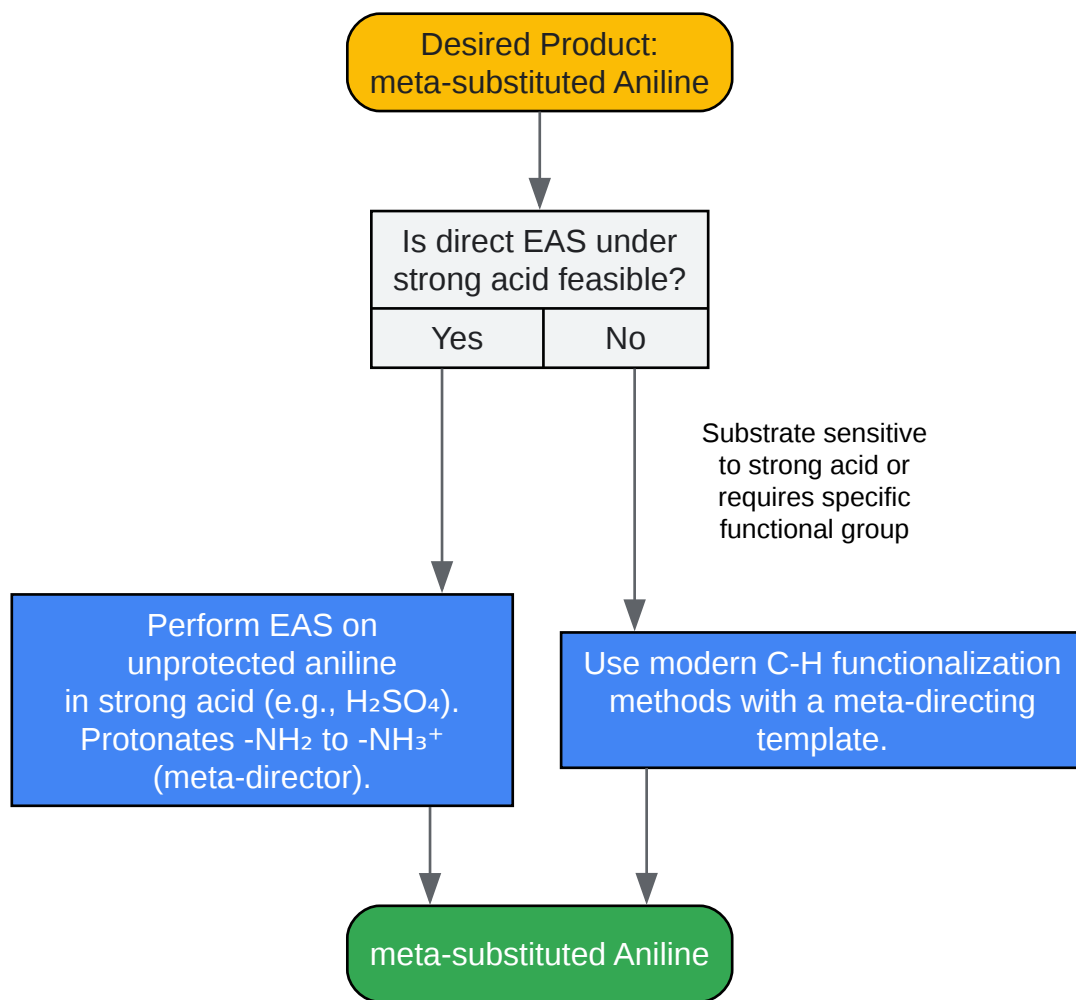 Desired Product:
meta-substituted Aniline
Is direct EAS under
strong acid feasible?
Yes
No
Substrate sensitive
to strong acid or
requires specific
functional group
Perform EAS on
unprotected aniline
in strong acid (e.g., H₂SO₄).
Protonates -NH₂ to -NH₃⁺
(meta-director).
Use modern C-H functionalization
methods with a meta-directing
template.
meta-substituted Aniline